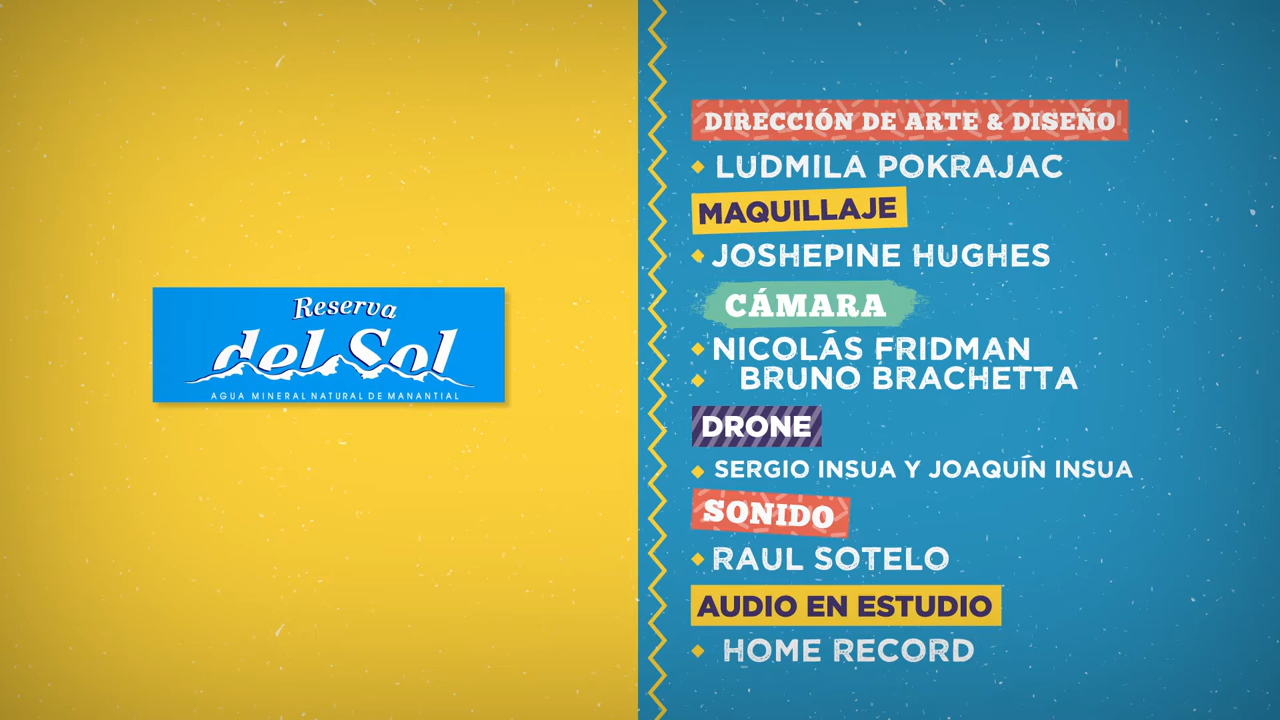 Reserva
del Sol
AGUA MINERAL NATURAL DE MANANTIAL
DIRECCIÓN DE ARTE & DISEÑO
LUDMILA POKRAJAC
MAQUILLAJE
JOSHEPINE HUGHES
CÁMARA
NICOLÁS FRIDMAN
BRUNO BRACHETTA
DRONE
SERGIO INSUA Y JOAQUÍN INSUA
SONIDO
RAUL SOTELO
AUDIO EN ESTUDIO
HOME RECORD